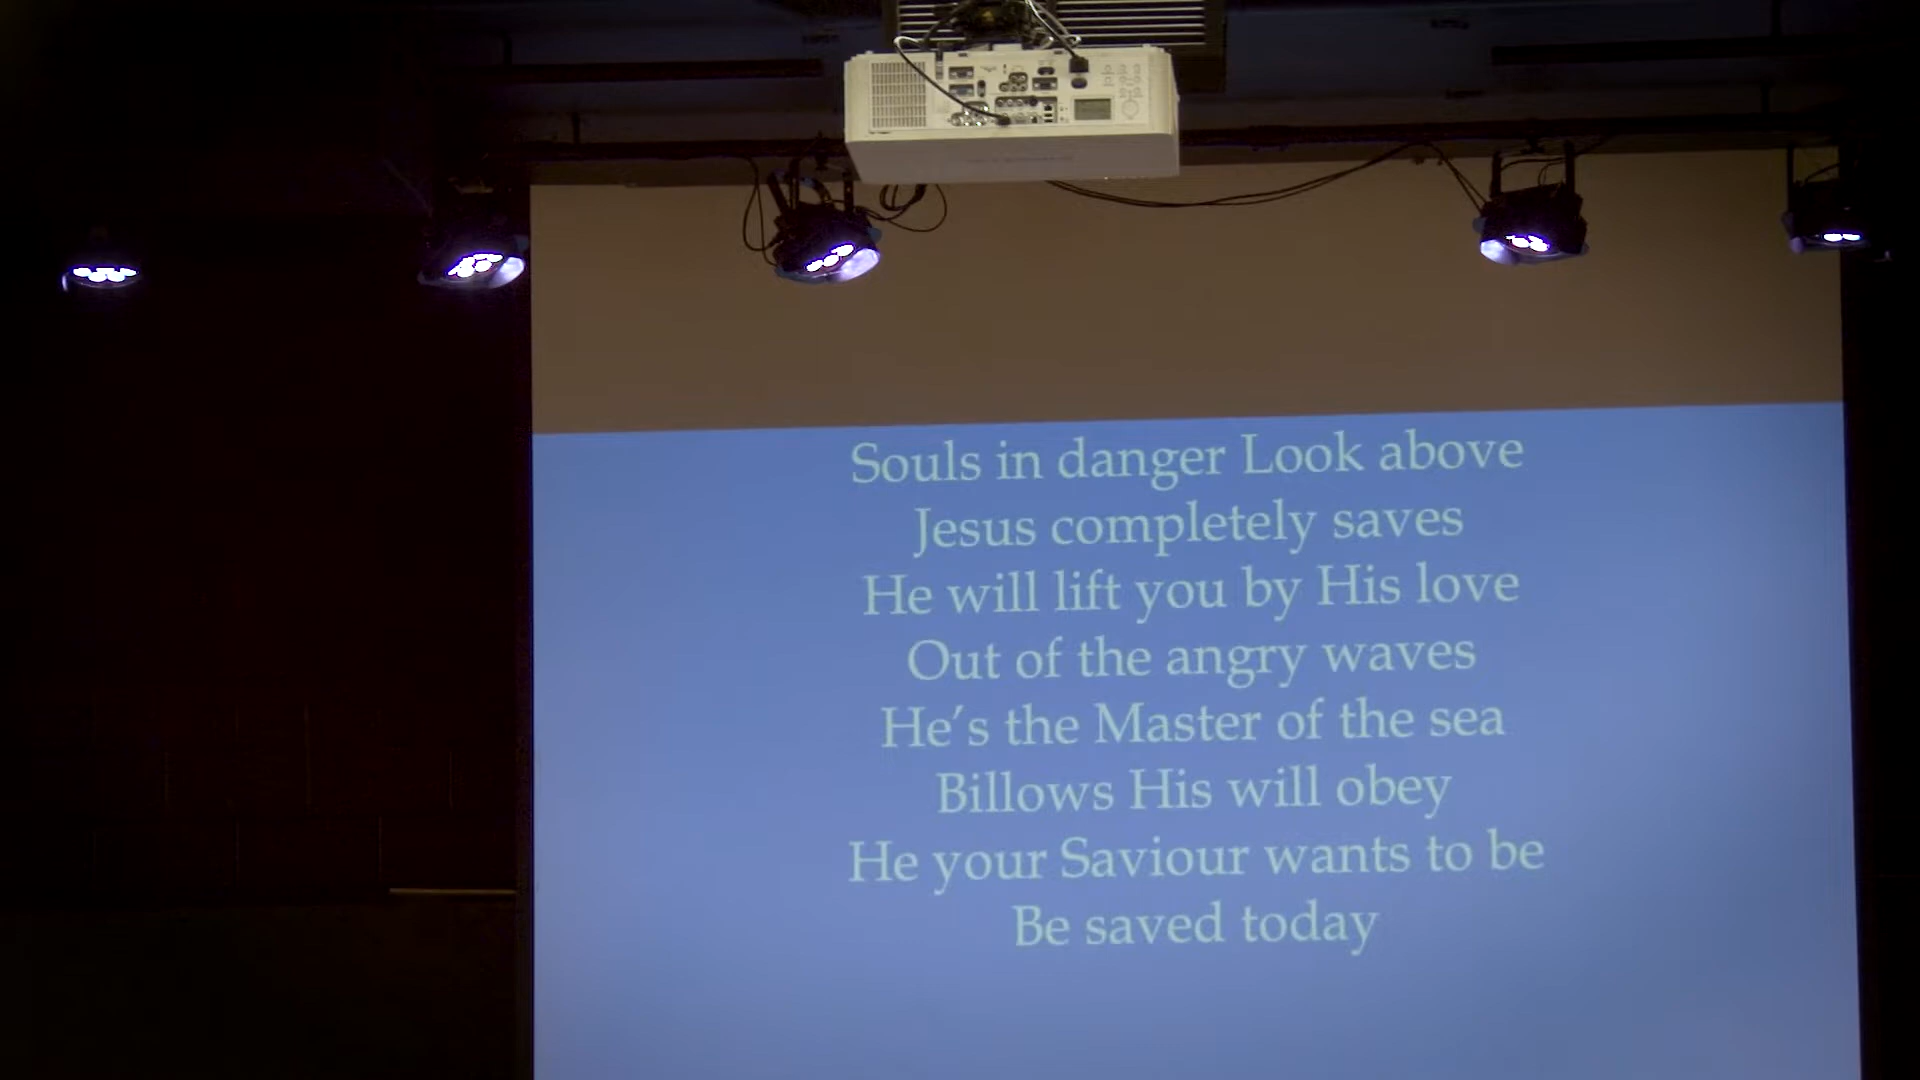 Souls in danger Look above
Jesus completely saves
He will lift you by His love
Out of the angry waves
He’s the Master of the sea
Billows His will obey
He your Saviour wants to be
Be saved today